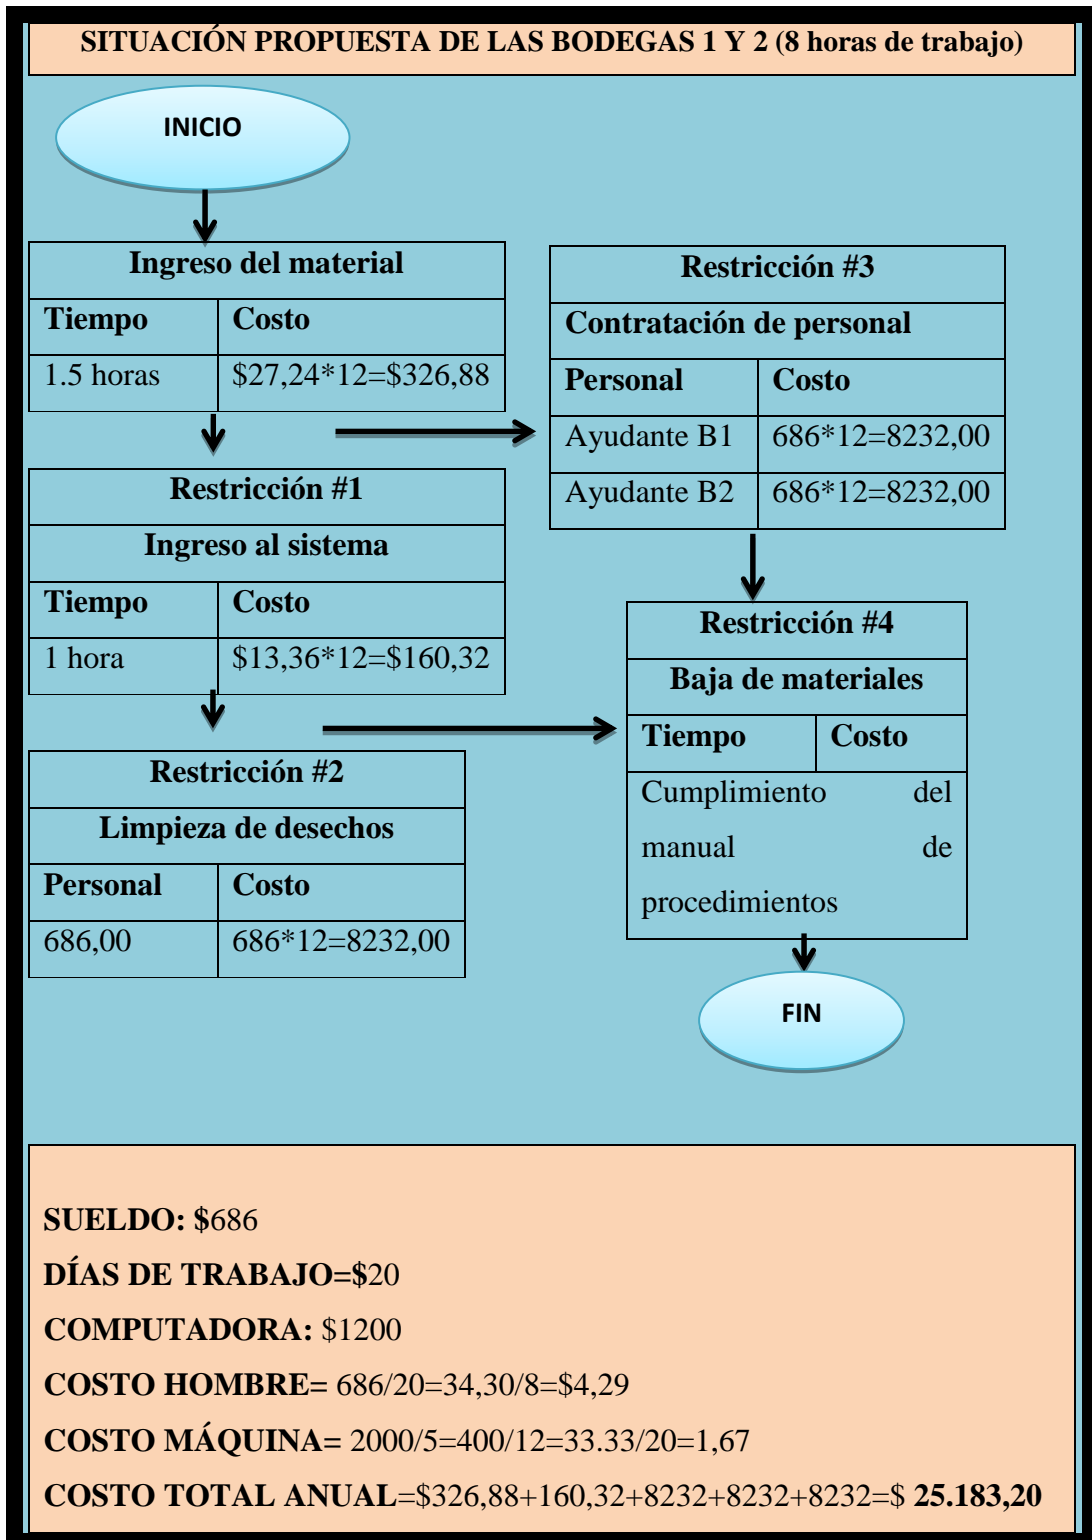 SITUACIÓN PROPUESTA DE LAS BODEGAS 1 Y 2 (8 horas de trabajo)
INICIO
Ingreso del material
Tiempo Costo
1.5 horas $27,24*12=$326,88
Restricción #1
Ingreso al sistema
Tiempo Costo
1 hora $13,36*12=$160,32
Restricción #2
Limpieza de desechos
Personal Costo
686,00 686*12=8232,00
Restricción #3
Contratación de personal
Personal Costo
Ayudante B1 686*12=8232,00
Ayudante B2 686*12=8232,00
Restricción #4
Baja de materiales
Tiempo Costo
Cumplimiento del
manual de
procedimientos
FIN
SUELDO: $686
DÍAS DE TRABAJO=$20
COMPUTADORA: $1200
COSTO HOMBRE= 686/20=34,30/8=$4,29
COSTO MÁQUINA= 2000/5=400/12=33.33/20=1,67
COSTO TOTAL ANUAL=$326,88+160,32+8232+8232+8232=$ 25.183,20